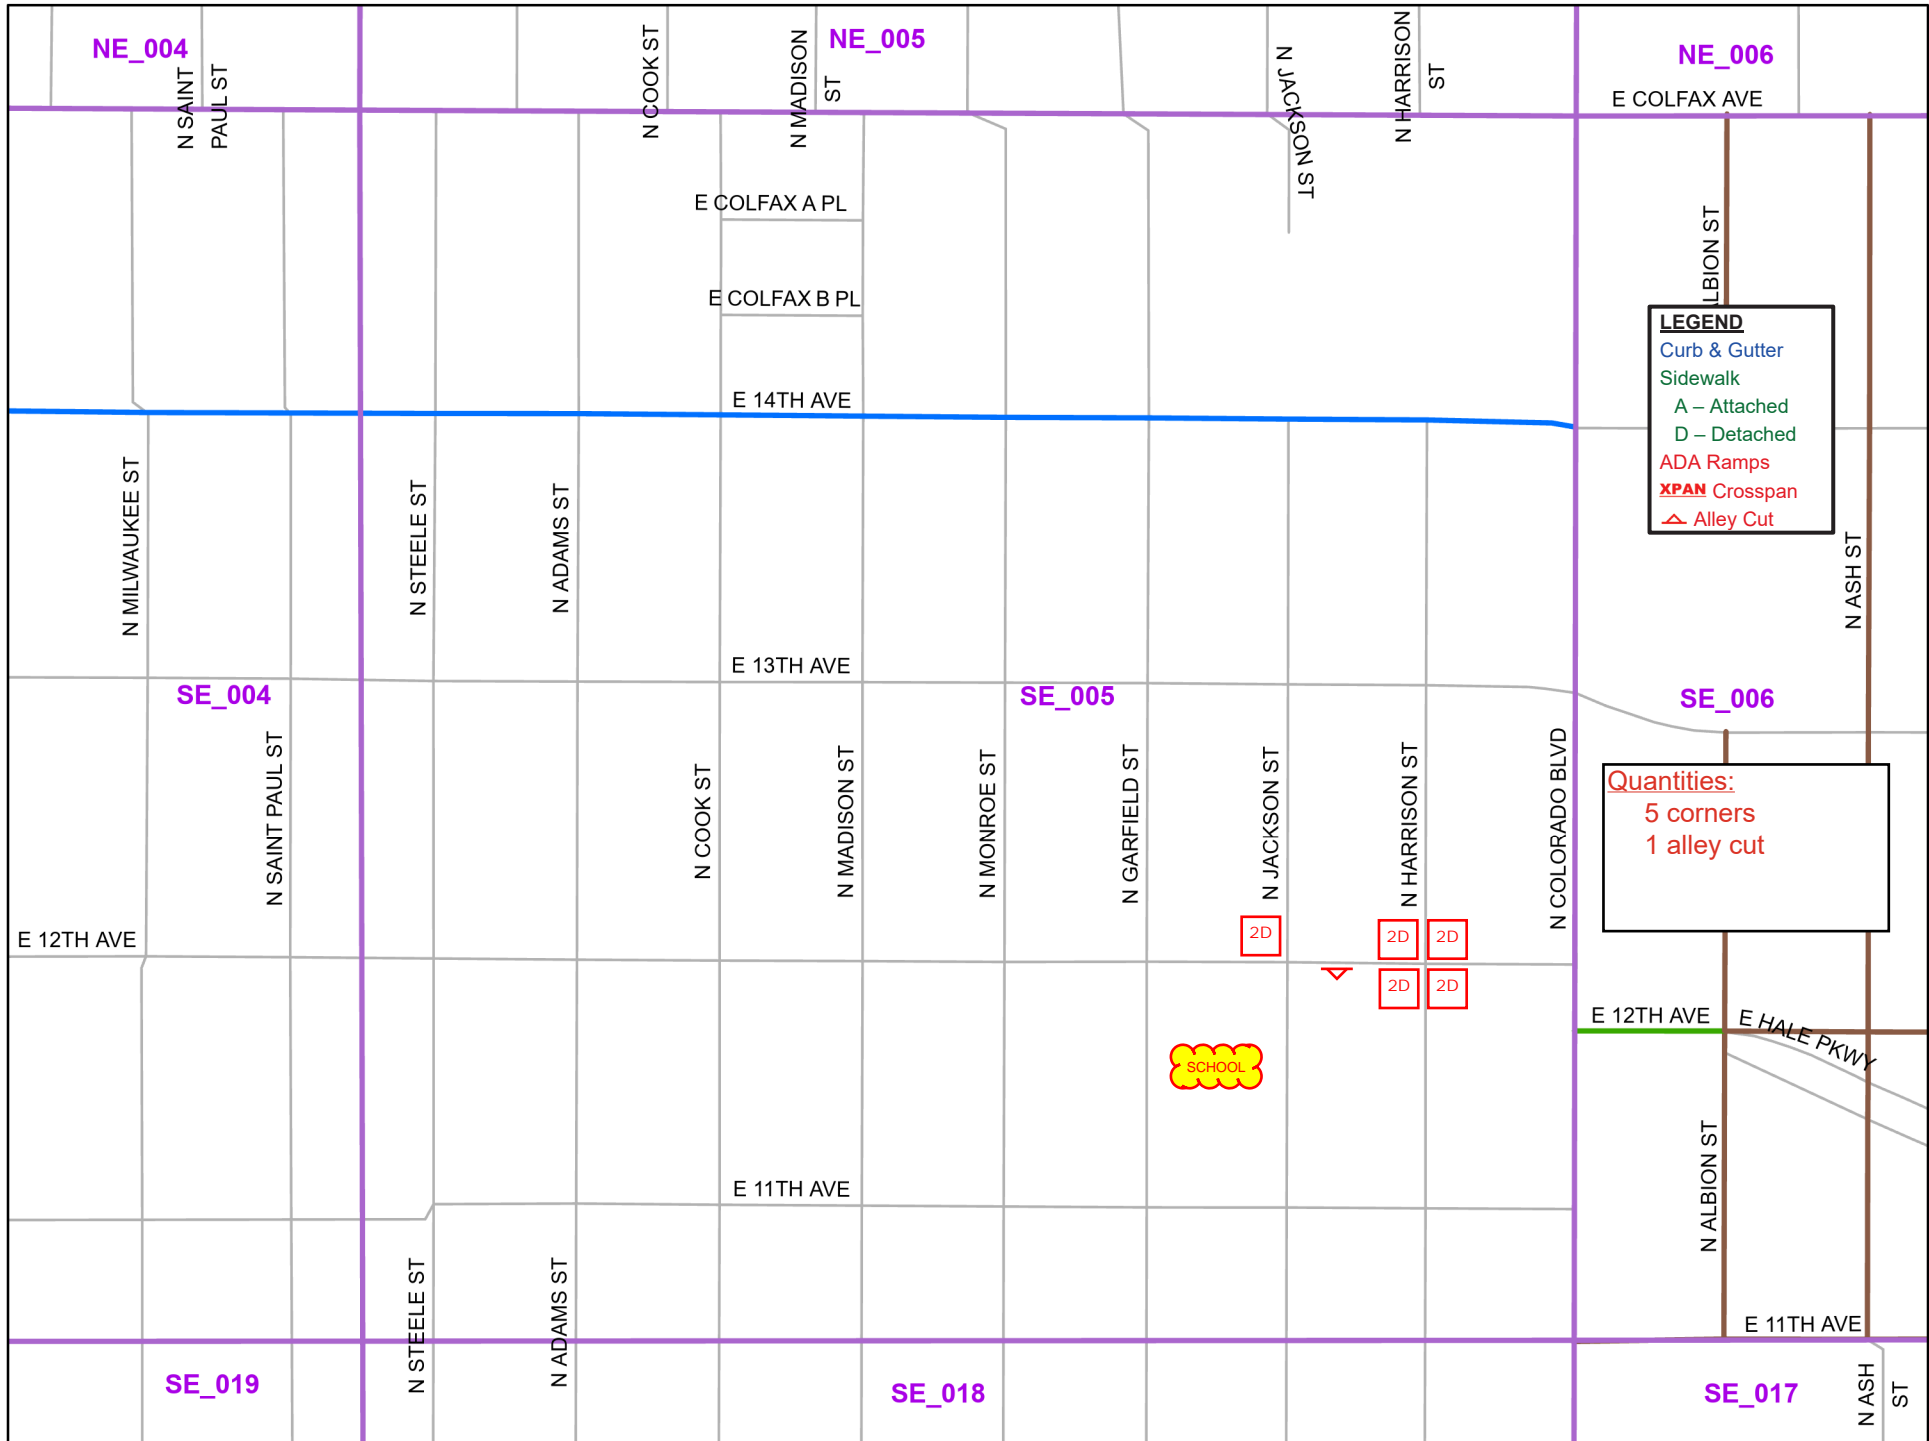 NE_004
NE_005
NE_006
N SAINT
PAUL ST
N COOK ST
N MADISON
ST
N JACKSON ST
N HARRISON
ST
E COLFAX AVE
E COLFAX A PL
E COLFAX B PL
LBION ST
LEGEND
Curb & Gutter
Sidewalk
A – Attached
D – Detached
ADA Ramps
XPAN Crosspan
Alley Cut
E 14TH AVE
N MILWAUKEE ST
N STEELE ST
N ADAMS ST
N ASH ST
E 13TH AVE
SE_004
SE_005
SE_006
N SAINT PAUL ST
N COOK ST
N MADISON ST
N MONROE ST
N GARFIELD ST
N JACKSON ST
N HARRISON ST
N COLORADO BLVD
Quantities:
5 corners
1 alley cut
E 12TH AVE
2D
2D
2D
2D
2D
E 12TH AVE
E HALE PKWY
SCHOOL
N ALBION ST
E 11TH AVE
N STEELE ST
N ADAMS ST
E 11TH AVE
SE_019
SE_018
SE_017
N ASH
ST